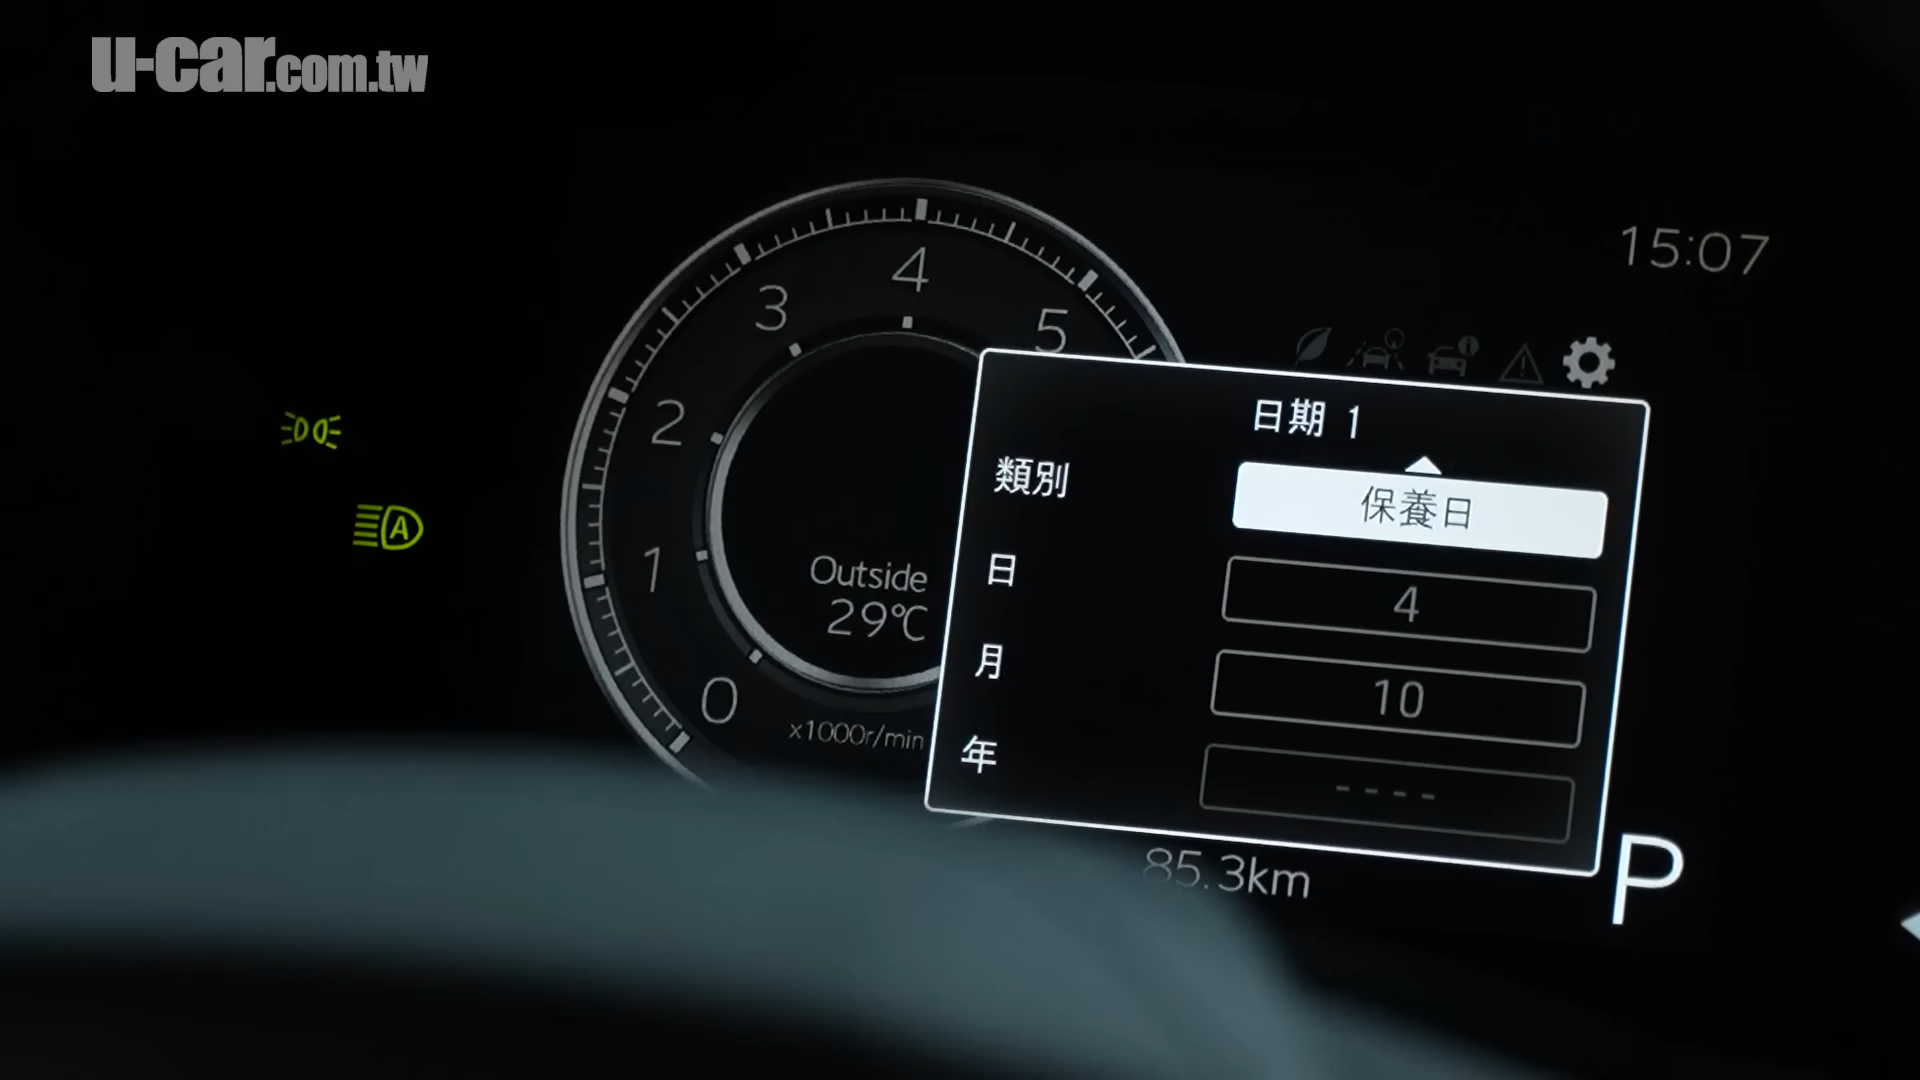 u-car.com.tw
15:07
4
3
5
2
1
0
Outside
29℃
x1000r/min
日期 1
類別
保養日
日
4
月
10
年
----
85.3km
P
A